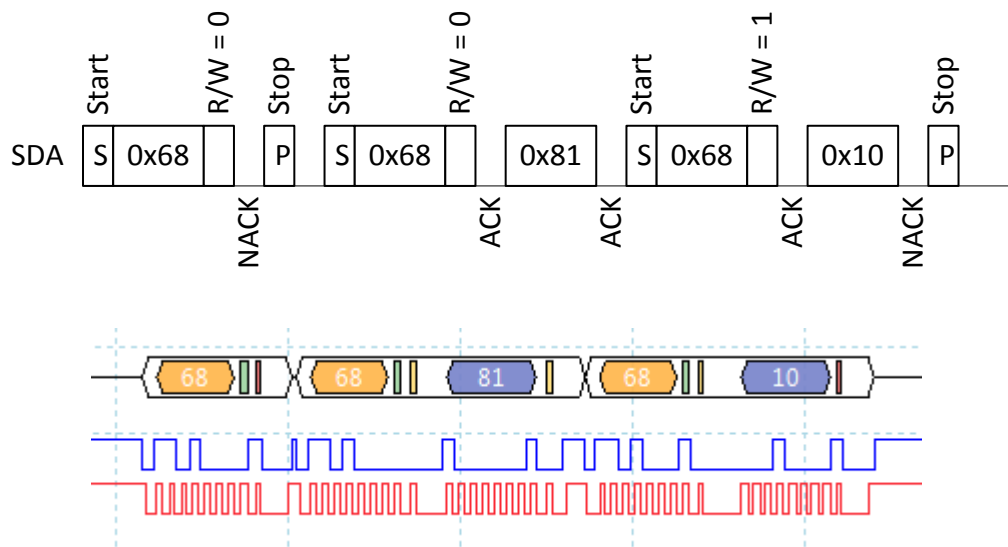 Start R/W = 0 Stop Start R/W = 0 Start R/W = 1 Stop
SDA S 0x68 P S 0x68 0x81 S 0x68 0x10 P
NACK ACK ACK ACK NACK
68 68 81 68 10